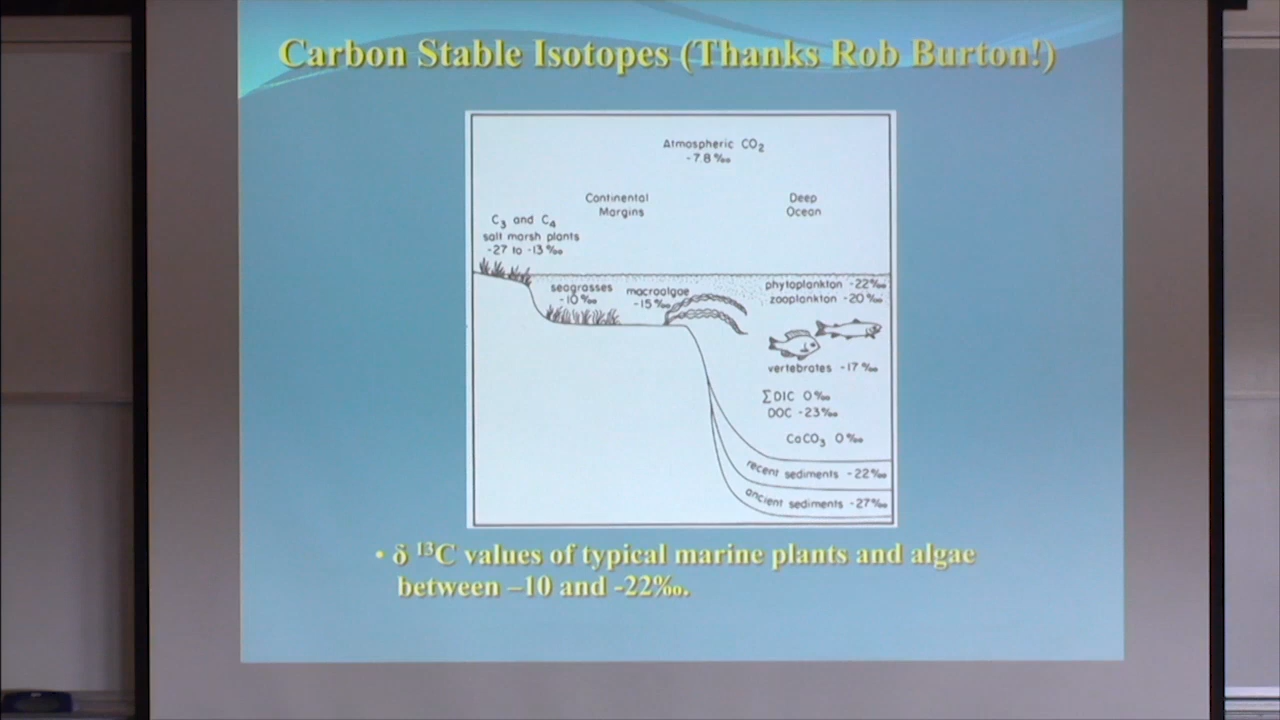 Carbon Stable Isotopes (Thanks Rob Burton!)
Atmospheric CO₂
-7.8‰
Continental
Margins
Deep
Ocean
C₃ and C₄
salt marsh plants
-27 to -13‰
seagrasses
-10‰
macroalgae
-15‰
phytoplankton -22‰
zooplankton -20‰
vertebrates -17‰
∑DIC 0‰
DOC -23‰
CaCO₃ 0‰
recent sediments -22‰
ancient sediments -27‰
• δ ¹³C values of typical marine plants and algae
between –10 and -22‰.